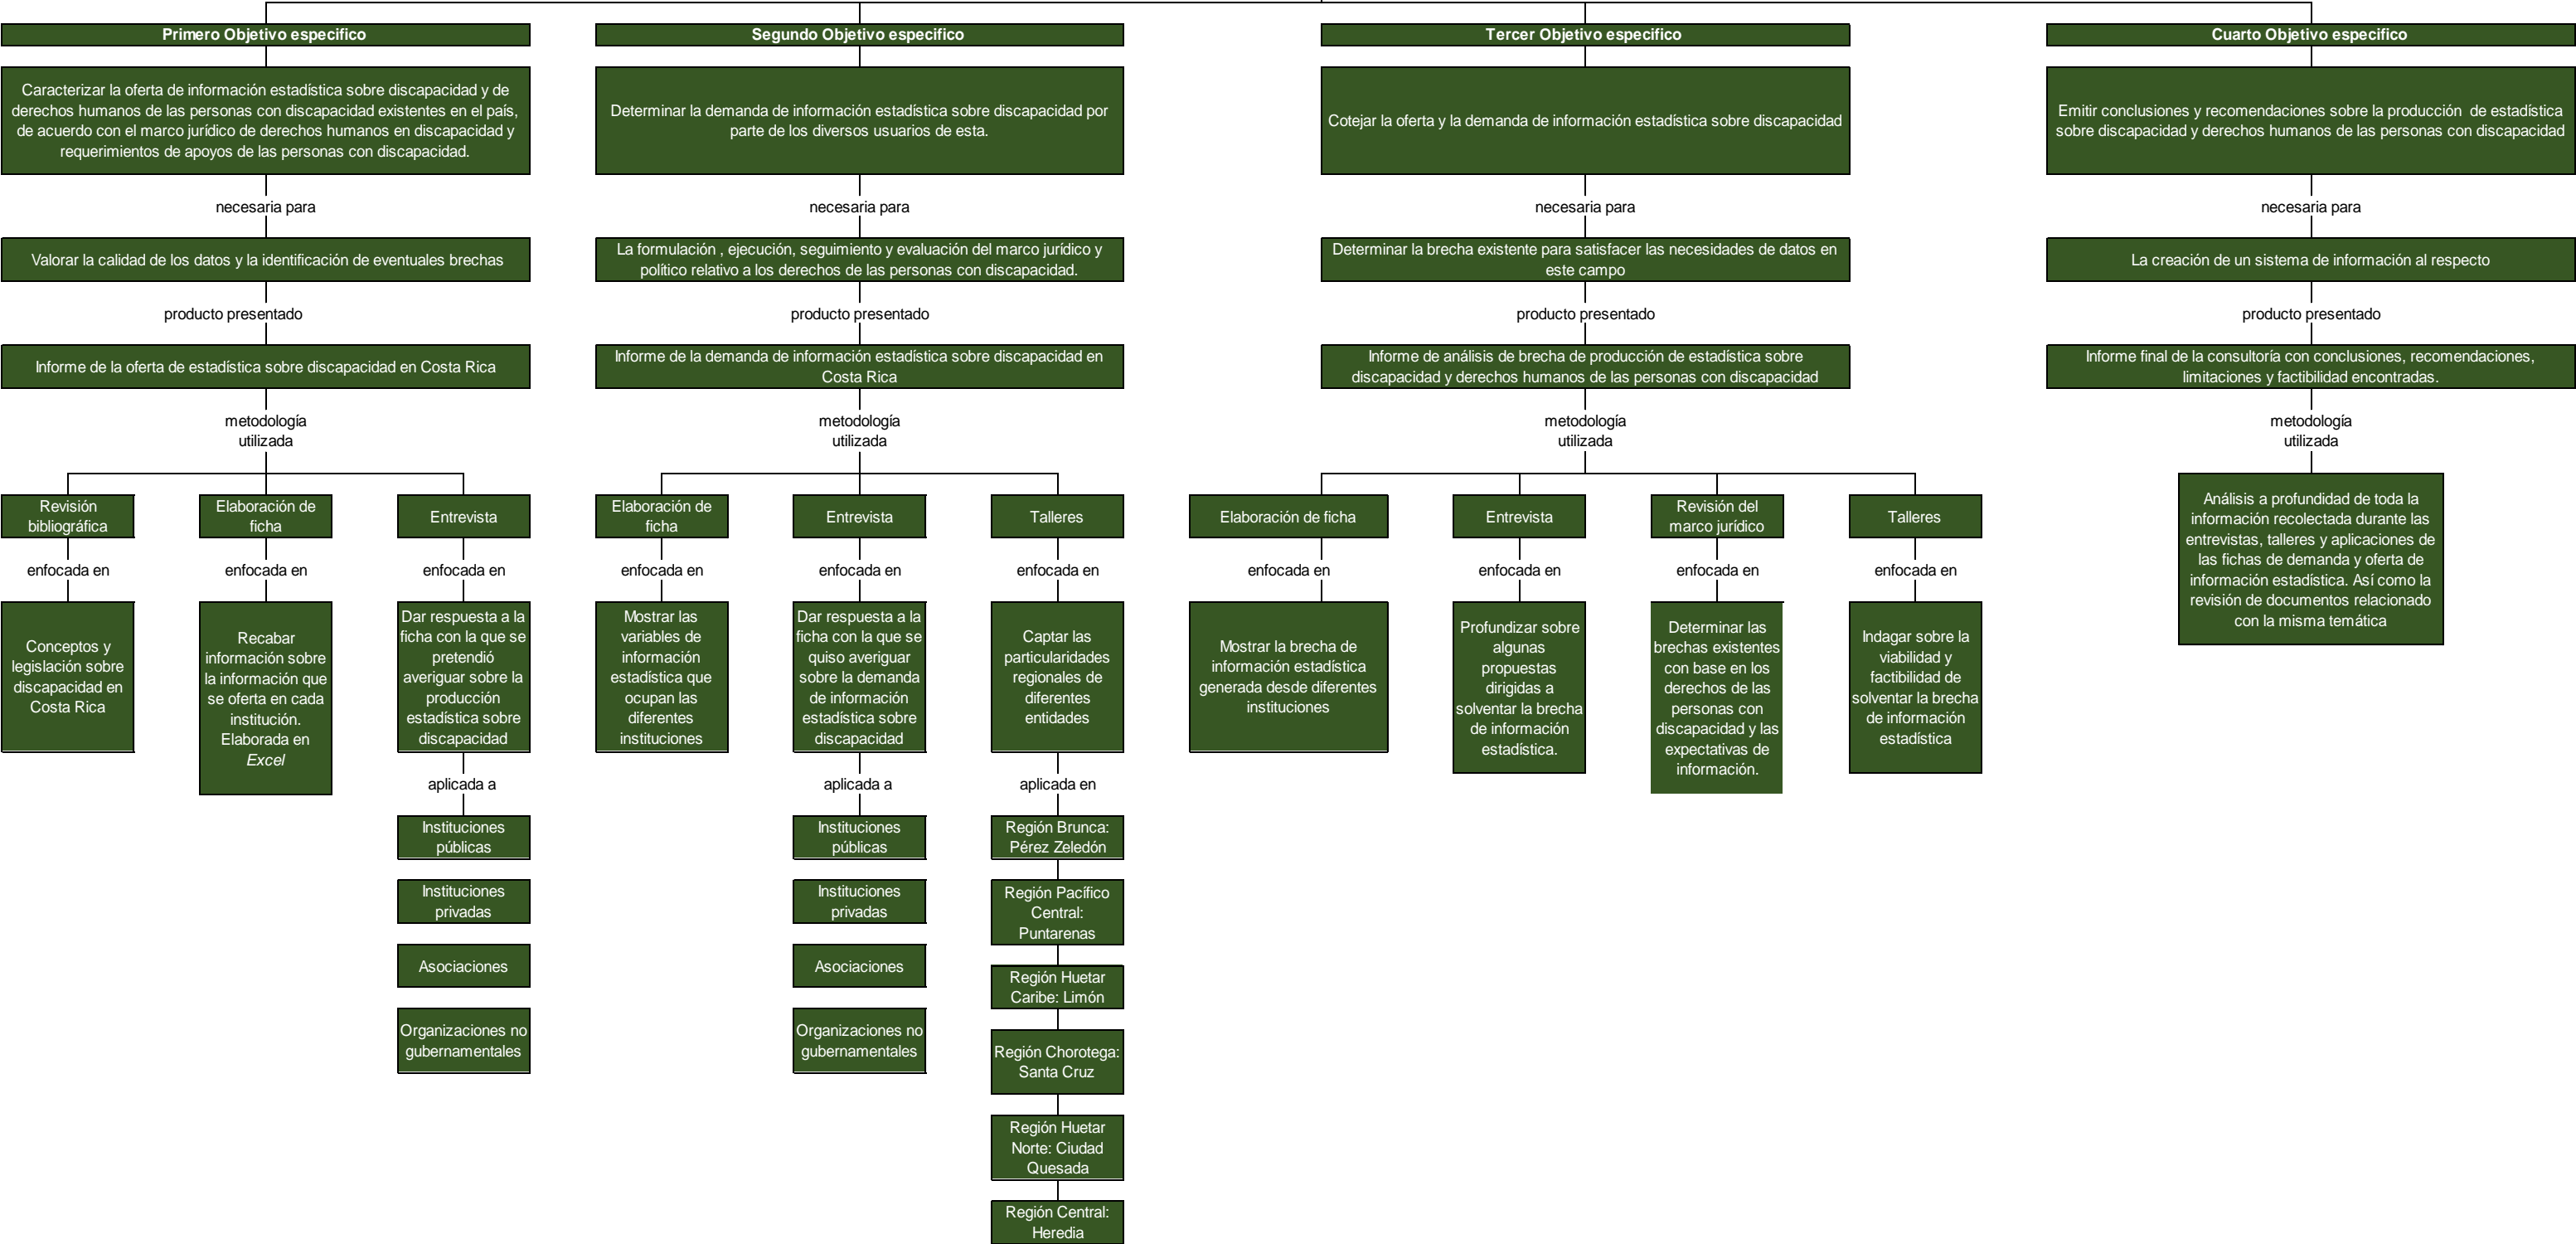 Primero Objetivo especifico
Caracterizar la oferta de información estadística sobre discapacidad y de
derechos humanos de las personas con discapacidad existentes en el país,
de acuerdo con el marco jurídico de derechos humanos en discapacidad y
requerimientos de apoyos de las personas con discapacidad.
necesaria para
Valorar la calidad de los datos y la identificación de eventuales brechas
producto presentado
Informe de la oferta de estadística sobre discapacidad en Costa Rica
metodología
utilizada
Revisión
bibliográfica
enfocada en
Conceptos y
legislación sobre
discapacidad en
Costa Rica
Elaboración de
ficha
enfocada en
Recabar
información sobre
la información que
se oferta en cada
institución.
Elaborada en
Excel
Entrevista
enfocada en
Dar respuesta a la
ficha con la que se
pretendió
averiguar sobre la
producción
estadística sobre
discapacidad
aplicada a
Instituciones
públicas
Instituciones
privadas
Asociaciones
Organizaciones no
gubernamentales
Segundo Objetivo especifico
Determinar la demanda de información estadística sobre discapacidad por
parte de los diversos usuarios de esta.
necesaria para
La formulación , ejecución, seguimiento y evaluación del marco jurídico y
político relativo a los derechos de las personas con discapacidad.
producto presentado
Informe de la demanda de información estadística sobre discapacidad en
Costa Rica
metodología
utilizada
Elaboración de
ficha
enfocada en
Mostrar las
variables de
información
estadística que
ocupan las
diferentes
instituciones
Entrevista
enfocada en
Dar respuesta a la
ficha con la que se
quiso averiguar
sobre la demanda
de información
estadística sobre
discapacidad
aplicada a
Instituciones
públicas
Instituciones
privadas
Asociaciones
Organizaciones no
gubernamentales
Talleres
enfocada en
Captar las
particularidades
regionales de
diferentes
entidades
aplicada en
Región Brunca:
Pérez Zeledón
Región Pacífico
Central:
Puntarenas
Región Huetar
Caribe: Limón
Región Chorotega:
Santa Cruz
Región Huetar
Norte: Ciudad
Quesada
Región Central:
Heredia
Tercer Objetivo especifico
Cotejar la oferta y la demanda de información estadística sobre discapacidad
necesaria para
Determinar la brecha existente para satisfacer las necesidades de datos en
este campo
producto presentado
Informe de análisis de brecha de producción de estadística sobre
discapacidad y derechos humanos de las personas con discapacidad
metodología
utilizada
Elaboración de ficha
enfocada en
Mostrar la brecha de
información estadística
generada desde diferentes
instituciones
Entrevista
enfocada en
Profundizar sobre
algunas
propuestas
dirigidas a
solventar la brecha
de información
estadística.
Revisión del
marco jurídico
enfocada en
Determinar las
brechas existentes
con base en los
derechos de las
personas con
discapacidad y las
expectativas de
información.
Talleres
enfocada en
Indagar sobre la
viabilidad y
factibilidad de
solventar la brecha
de información
estadística
Cuarto Objetivo especifico
Emitir conclusiones y recomendaciones sobre la producción  de estadística
sobre discapacidad y derechos humanos de las personas con discapacidad
necesaria para
La creación de un sistema de información al respecto
producto presentado
Informe final de la consultoría con conclusiones, recomendaciones,
limitaciones y factibilidad encontradas.
metodología
utilizada
Análisis a profundidad de toda la
información recolectada durante las
entrevistas, talleres y aplicaciones de
las fichas de demanda y oferta de
información estadística. Así como la
revisión de documentos relacionado
con la misma temática